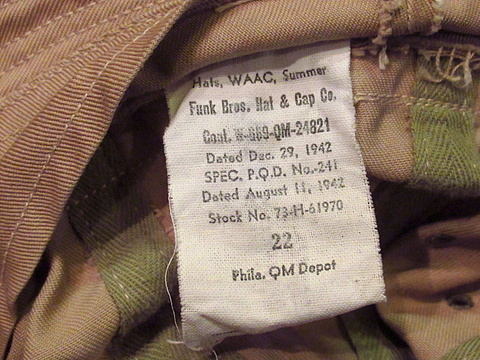 Hats, WAAC, Summer
Funk Bros. Hat & Cap Co.
Cont. W-669-QM-24821
Dated Dec. 29, 1942
SPEC. P.Q.D. No.-241
Dated August 11, 1942
Stock No. 73-H-61970
22
Phila. QM Depot